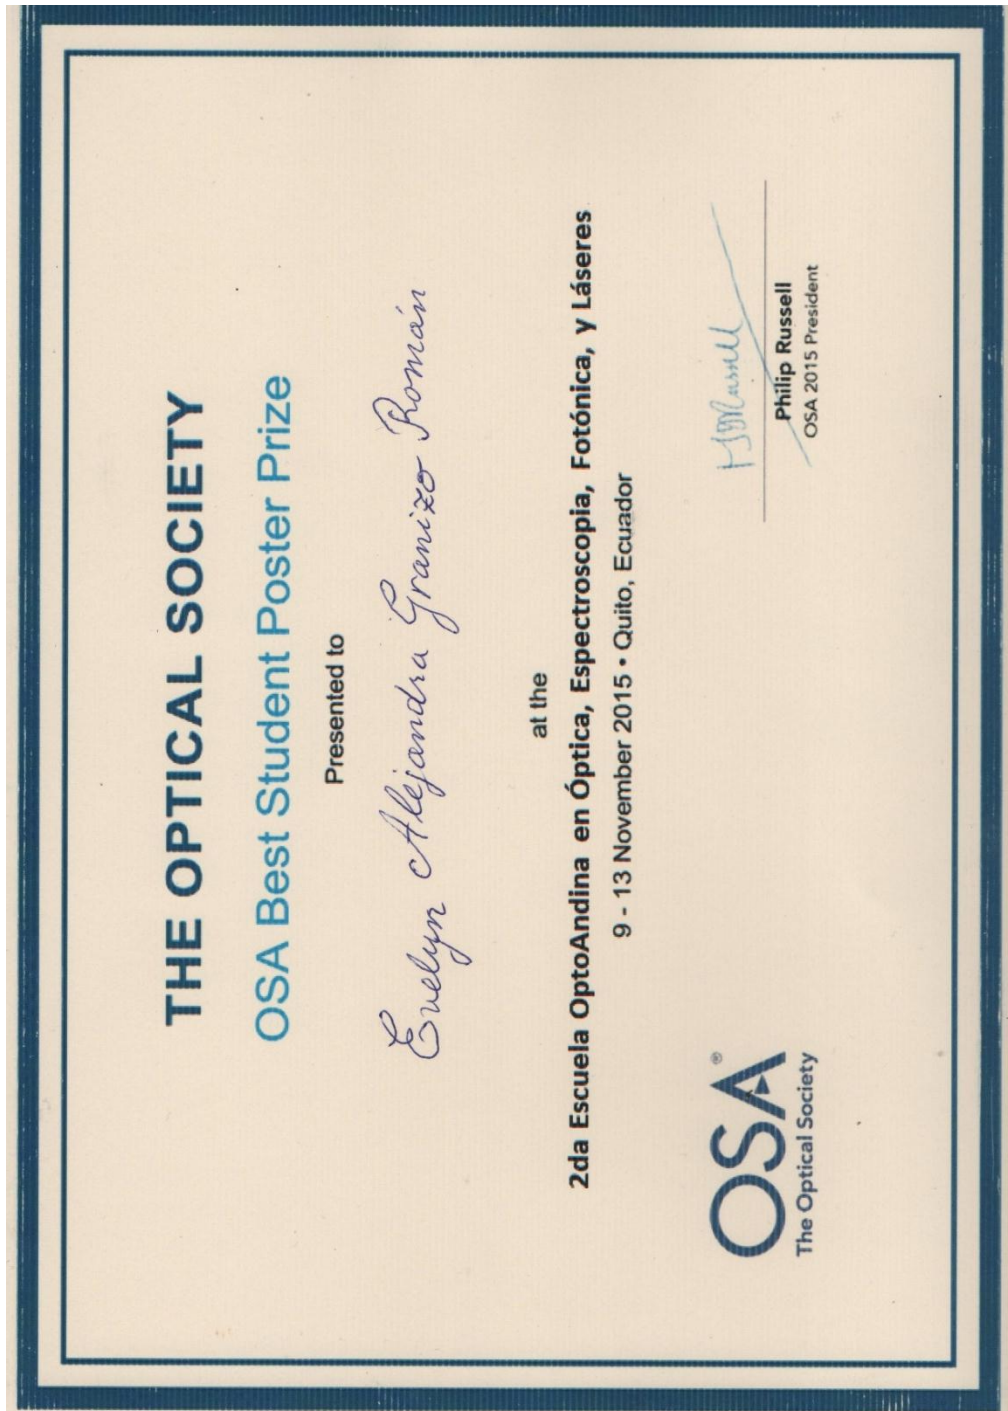 THE OPTICAL SOCIETY
OSA Best Student Poster Prize
Presented to
Evelyn Alejandra Granizo Román
at the
2da Escuela OptoAndina en Óptica, Espectroscopia, Fotónica, y Láseres
9 - 13 November 2015 • Quito, Ecuador
OSA®
The Optical Society
PSJRussell
Philip Russell
OSA 2015 President